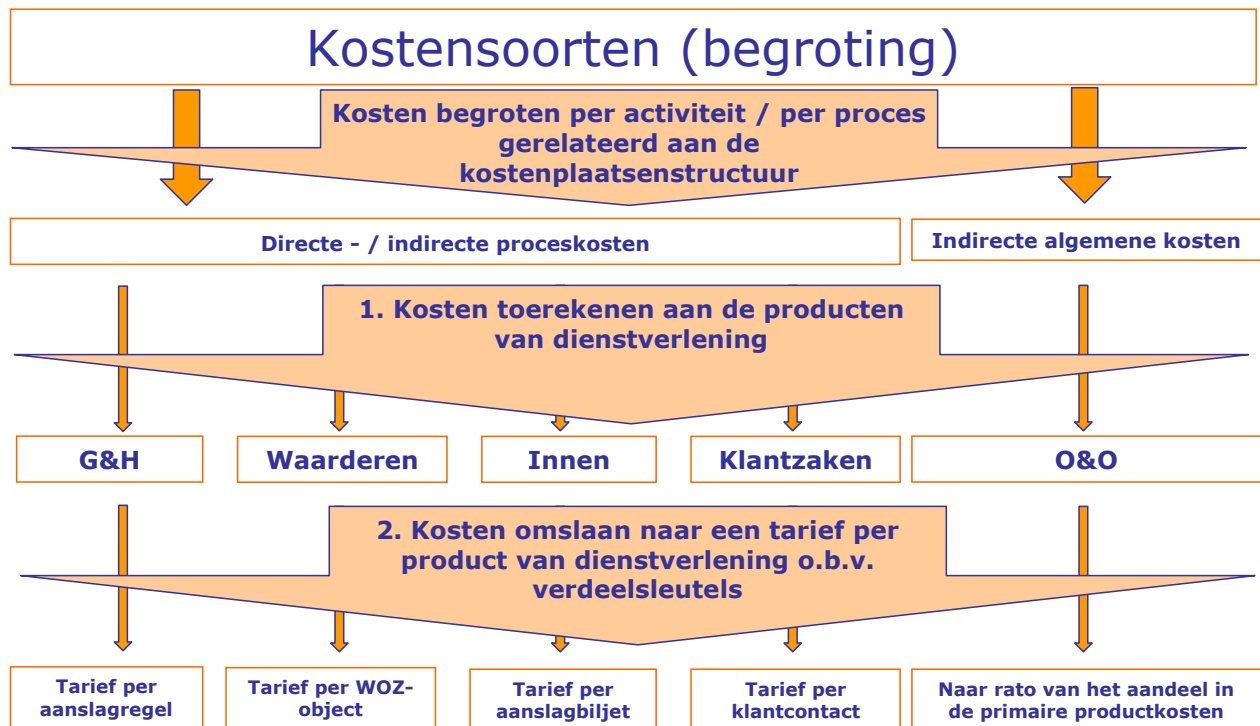 Kostensoorten (begroting)
Kosten begroten per activiteit / per proces
gerelateerd aan de
kostenplaatsenstructuur
Directe - / indirecte proceskosten
Indirecte algemene kosten
1. Kosten toerekenen aan de producten
van dienstverlening
G&H
Waarderen
Innen
Klantzaken
O&O
2. Kosten omslaan naar een tarief per
product van dienstverlening o.b.v.
verdeelsleutels
Tarief per
aanslagregel
Tarief per WOZ-
object
Tarief per
aanslagbiljet
Tarief per
klantcontact
Naar rato van het aandeel in
de primaire productkosten